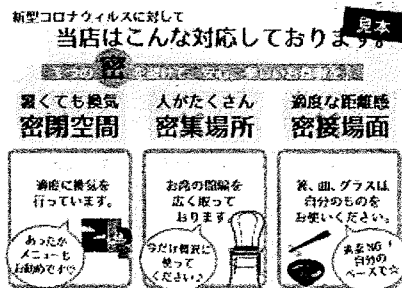 新型コロナウィルスに対して
見本
当店はこんな対応しております。
密
暑くても換気
密閉空間
人がたくさん
密集場所
適度な距離感
密接場面
適度に換気を
行っています。
あったか
メニューも
お勧めです♡
お席の間隔を
広く取って
おります。
今だけ贅沢に
使って
ください♪
箸、皿、グラスは
自分のものを
お使いください。
自分の
ペースで☆